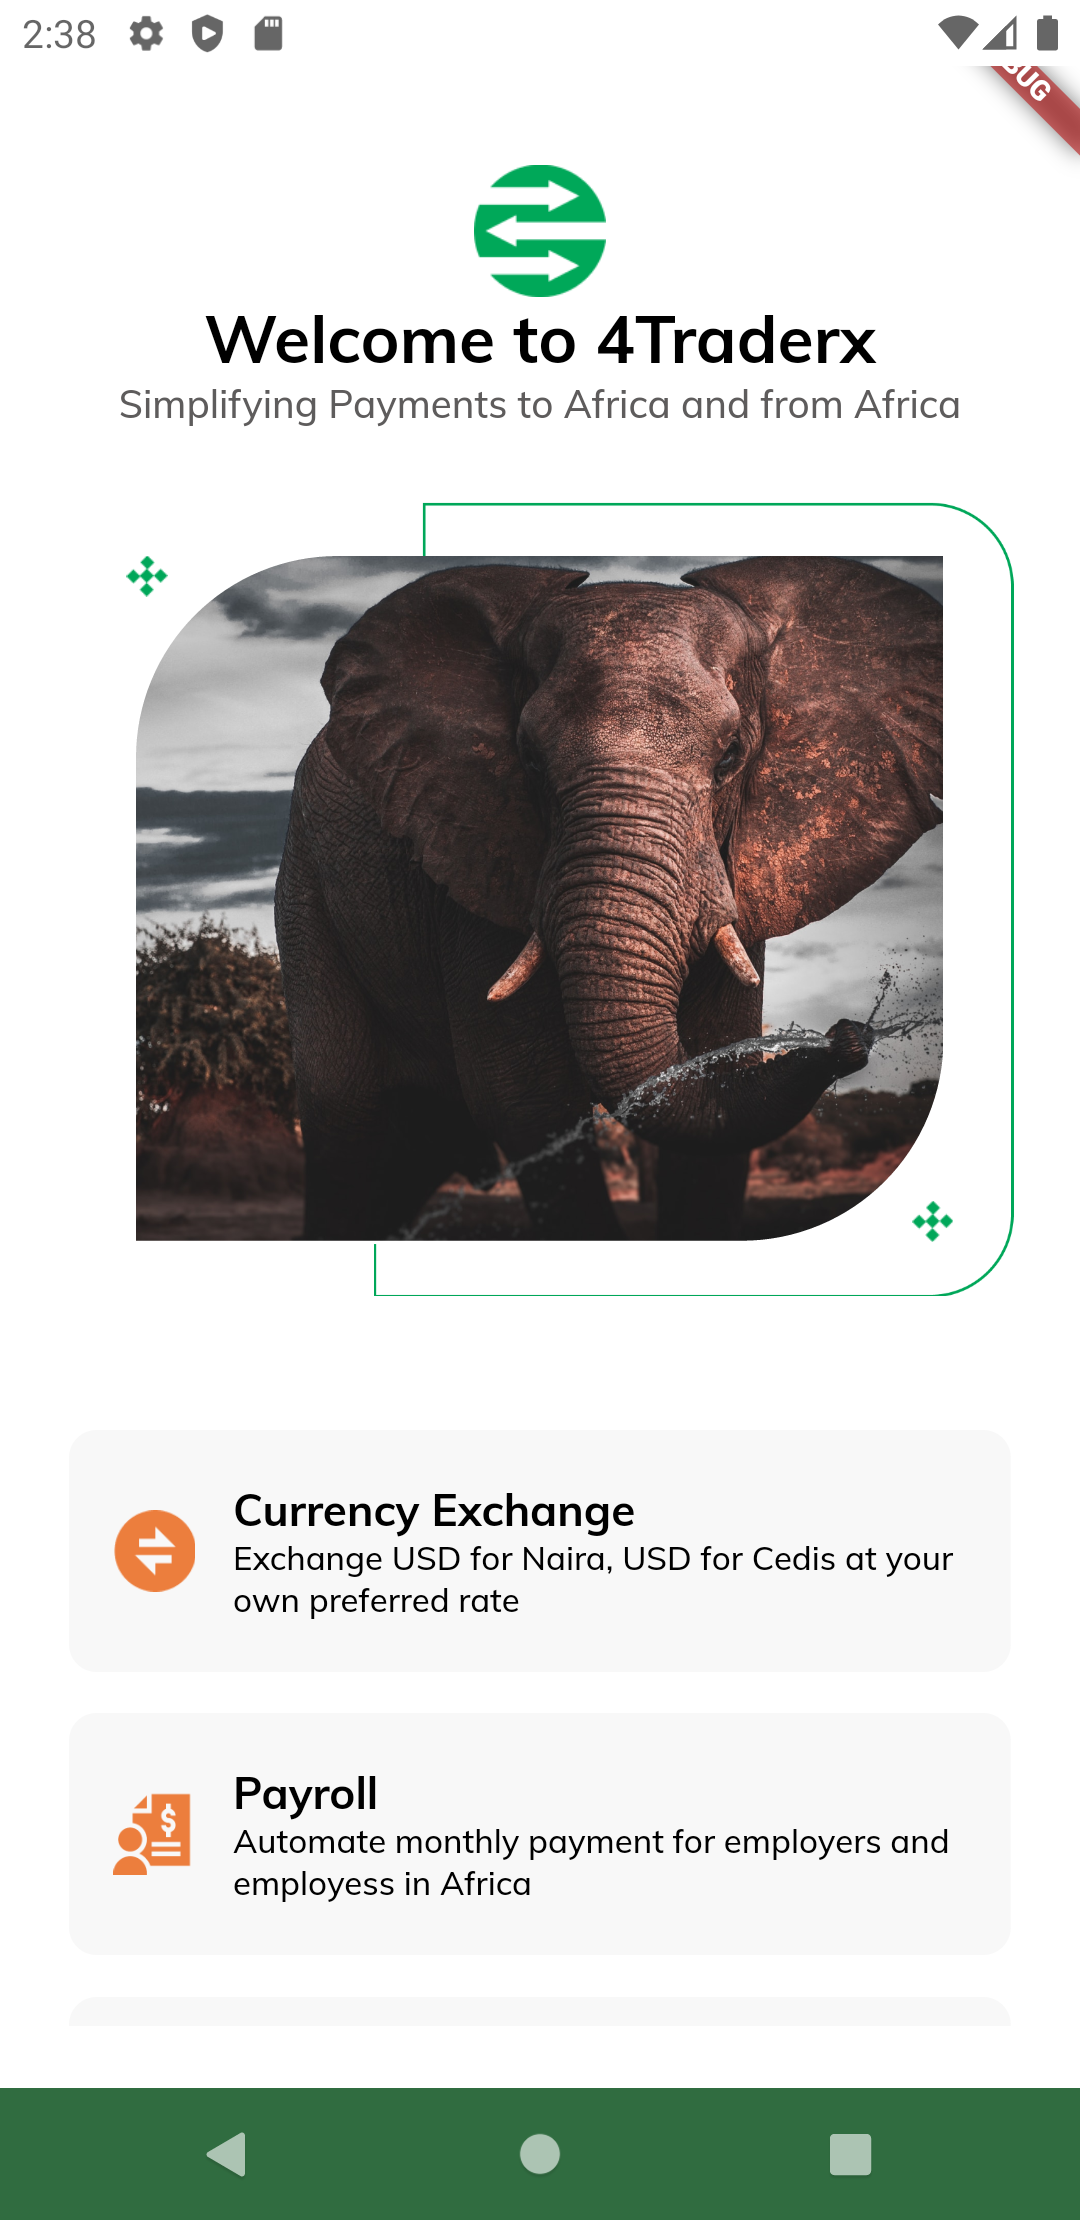 2:38
Welcome to 4Traderx
Simplifying Payments to Africa and from Africa
Currency Exchange
Exchange USD for Naira, USD for Cedis at your
own preferred rate
Payroll
Automate monthly payment for employers and
employess in Africa